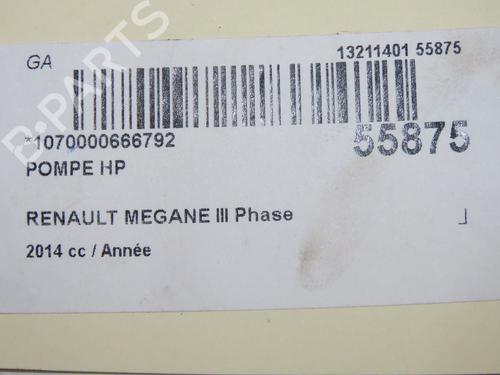 GA
13211401 55875
*1070000666792
55875
POMPE HP
RENAULT MEGANE III Phase
2014 cc / Année
B-PARTS